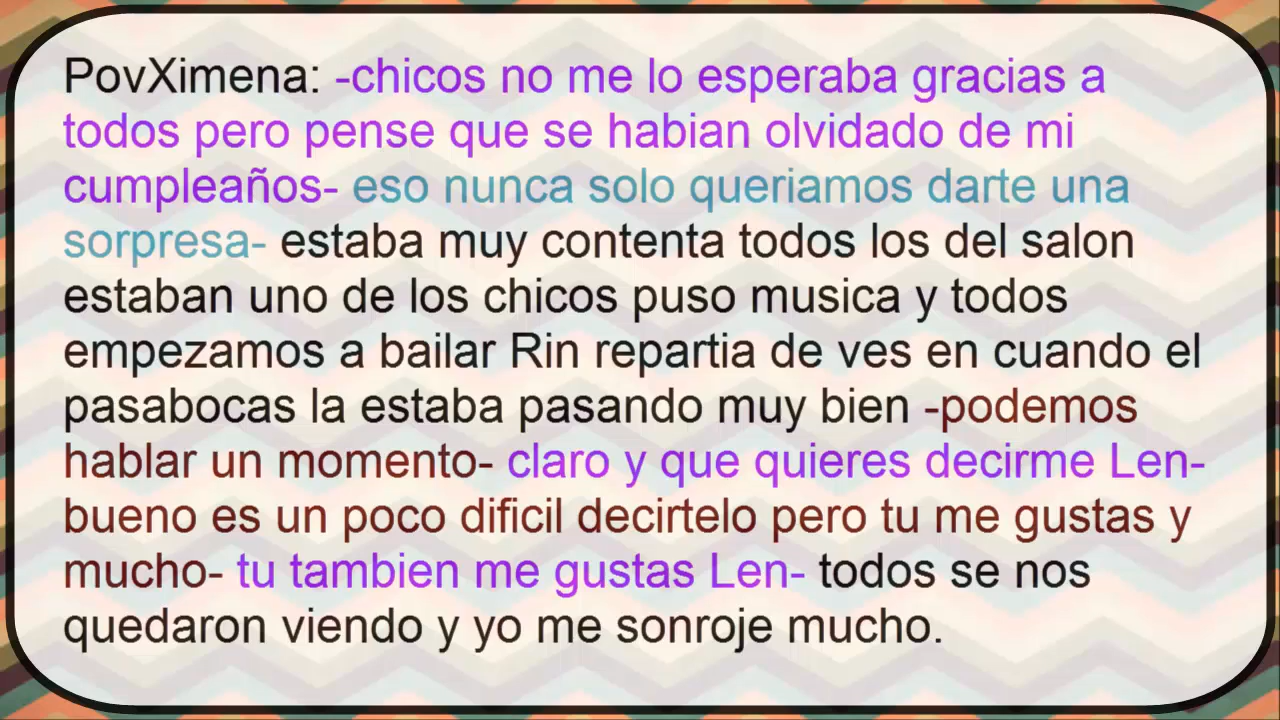 PovXimena: -chicos no me lo esperaba gracias a
todos pero pense que se habian olvidado de mi
cumpleaños- eso nunca solo queriamos darte una
sorpresa- estaba muy contenta todos los del salon
estaban uno de los chicos puso musica y todos
empezamos a bailar Rin repartia de ves en cuando el
pasabocas la estaba pasando muy bien -podemos
hablar un momento- claro y que quieres decirme Len-
bueno es un poco dificil decirtelo pero tu me gustas y
mucho- tu tambien me gustas Len- todos se nos
quedaron viendo y yo me sonroje mucho.